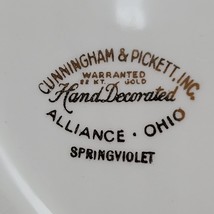 CUNNINGHAM & PICKETT, INC.
WARRANTED
22 KT. GOLD
Hand Decorated
ALLIANCE · OHIO
SPRINGVIOLET